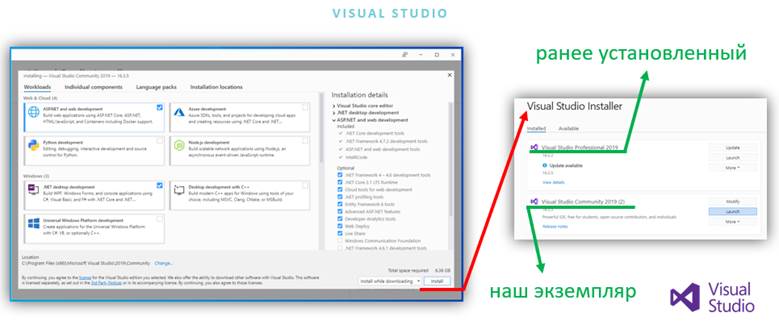 VISUAL STUDIO
Installing — Visual Studio Community 2019 — 16.2.5
Workloads Individual components Language packs Installation locations
Web & Cloud (4)
ASP.NET and web development
Build web applications using ASP.NET Core, ASP.NET, HTML/JavaScript, and Containers including Docker support.
Azure development
Azure SDKs, tools, and projects for developing cloud apps and creating resources using .NET Core and .NET...
Python development
Editing, debugging, interactive development and source control for Python.
Node.js development
Build scalable network applications using Node.js, an asynchronous event-driven JavaScript runtime.
Windows (3)
.NET desktop development
Build WPF, Windows Forms, and console applications using C#, Visual Basic, and F# with .NET Core and .NET...
Desktop development with C++
Build modern C++ apps for Windows using tools of your choice, including MSVC, Clang, CMake, or MSBuild.
Universal Windows Platform development
Create applications for the Universal Windows Platform with C#, VB, or optionally C++.
Installation details
Visual Studio core editor
.NET desktop development
ASP.NET and web development
Included
.NET Core development tools
.NET Framework 4.7.2 development tools
ASP.NET and web development tools
IntelliCode
Optional
.NET Framework 4 – 4.6 development tools
Cloud tools for web development
.NET profiling tools
Entity Framework 6 tools
Advanced ASP.NET features
Developer Analytics tools
Web Deploy
Live Share
Windows Communication Foundation
.NET Framework 4.6.1 development tools
Location
C:\Program Files (x86)\Microsoft Visual Studio\2019\Community Change...
Total space required 6.36 GB
By continuing, you agree to the license for the Visual Studio edition you selected. We also offer the ability to download other software with Visual Studio. This software
is licensed separately, as set out in the 3rd Party Notices or in its accompanying license. By continuing, you also agree to those licenses.
Install while downloading Install
ранее установленный
Visual Studio Installer
Installed Available
Visual Studio Professional 2019
Update
Update available
Launch
16.2.5
More
View details
Visual Studio Community 2019 (2)
Modify
Powerful IDE, free for students, open source contributors, and individuals
Launch
Release notes
More
наш экземпляр
Visual
Studio